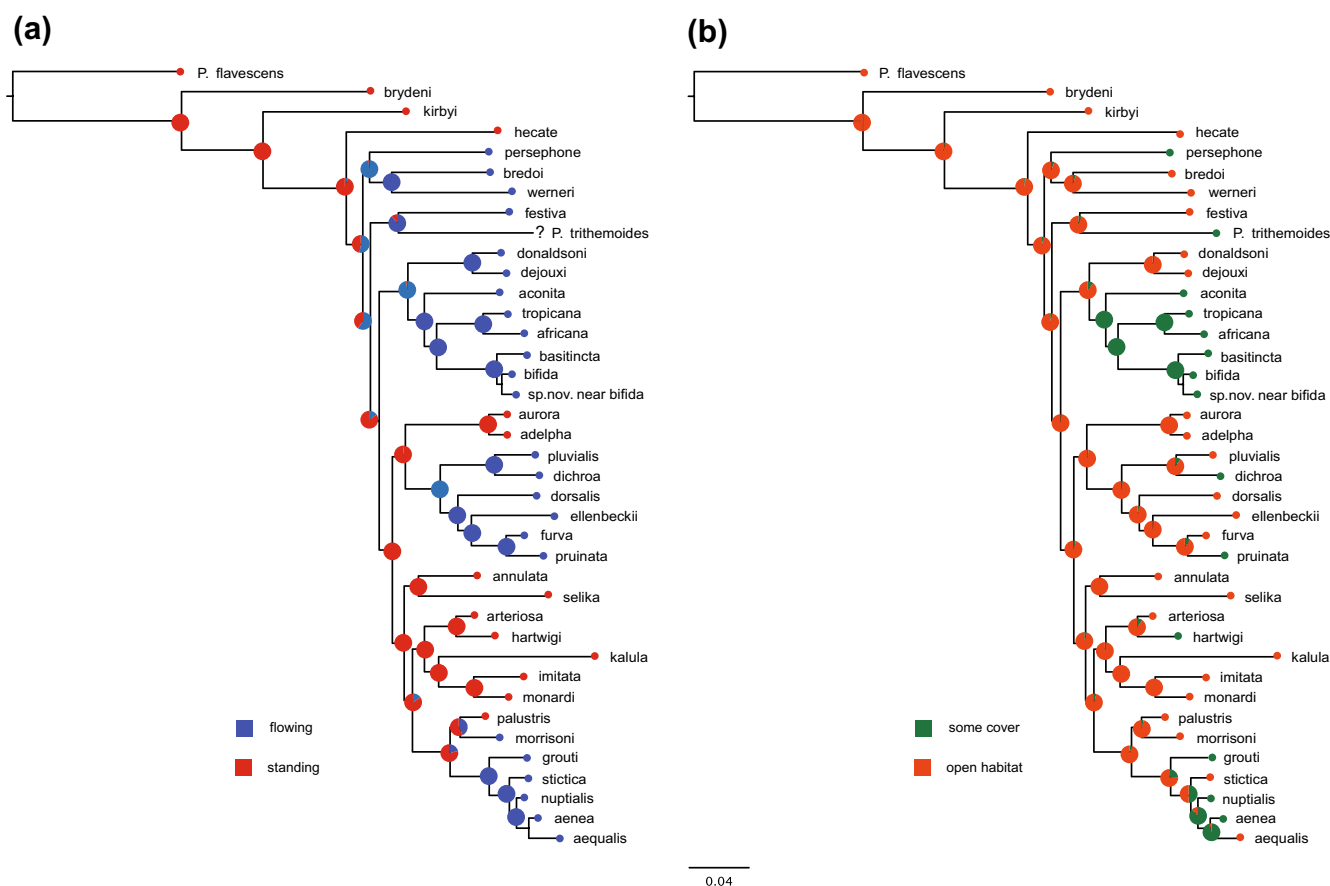 (a)
P. flavescens
brydeni
kirbyi
hecate
persephone
bredoi
werneri
festiva
? P. trithemoides
donaldsoni
dejouxi
aconita
tropicana
africana
basitincta
bifida
sp.nov. near bifida
aurora
adelpha
pluvialis
dichroa
dorsalis
ellenbeckii
furva
pruinata
annulata
selika
arteriosa
hartwigi
kalula
imitata
monardi
palustris
morrisoni
grouti
stictica
nuptialis
aenea
aequalis
flowing
standing
(b)
P. flavescens
brydeni
kirbyi
hecate
persephone
bredoi
werneri
festiva
P. trithemoides
donaldsoni
dejouxi
aconita
tropicana
africana
basitincta
bifida
sp.nov. near bifida
aurora
adelpha
pluvialis
dichroa
dorsalis
ellenbeckii
furva
pruinata
annulata
selika
arteriosa
hartwigi
kalula
imitata
monardi
palustris
morrisoni
grouti
stictica
nuptialis
aenea
aequalis
some cover
open habitat
0.04